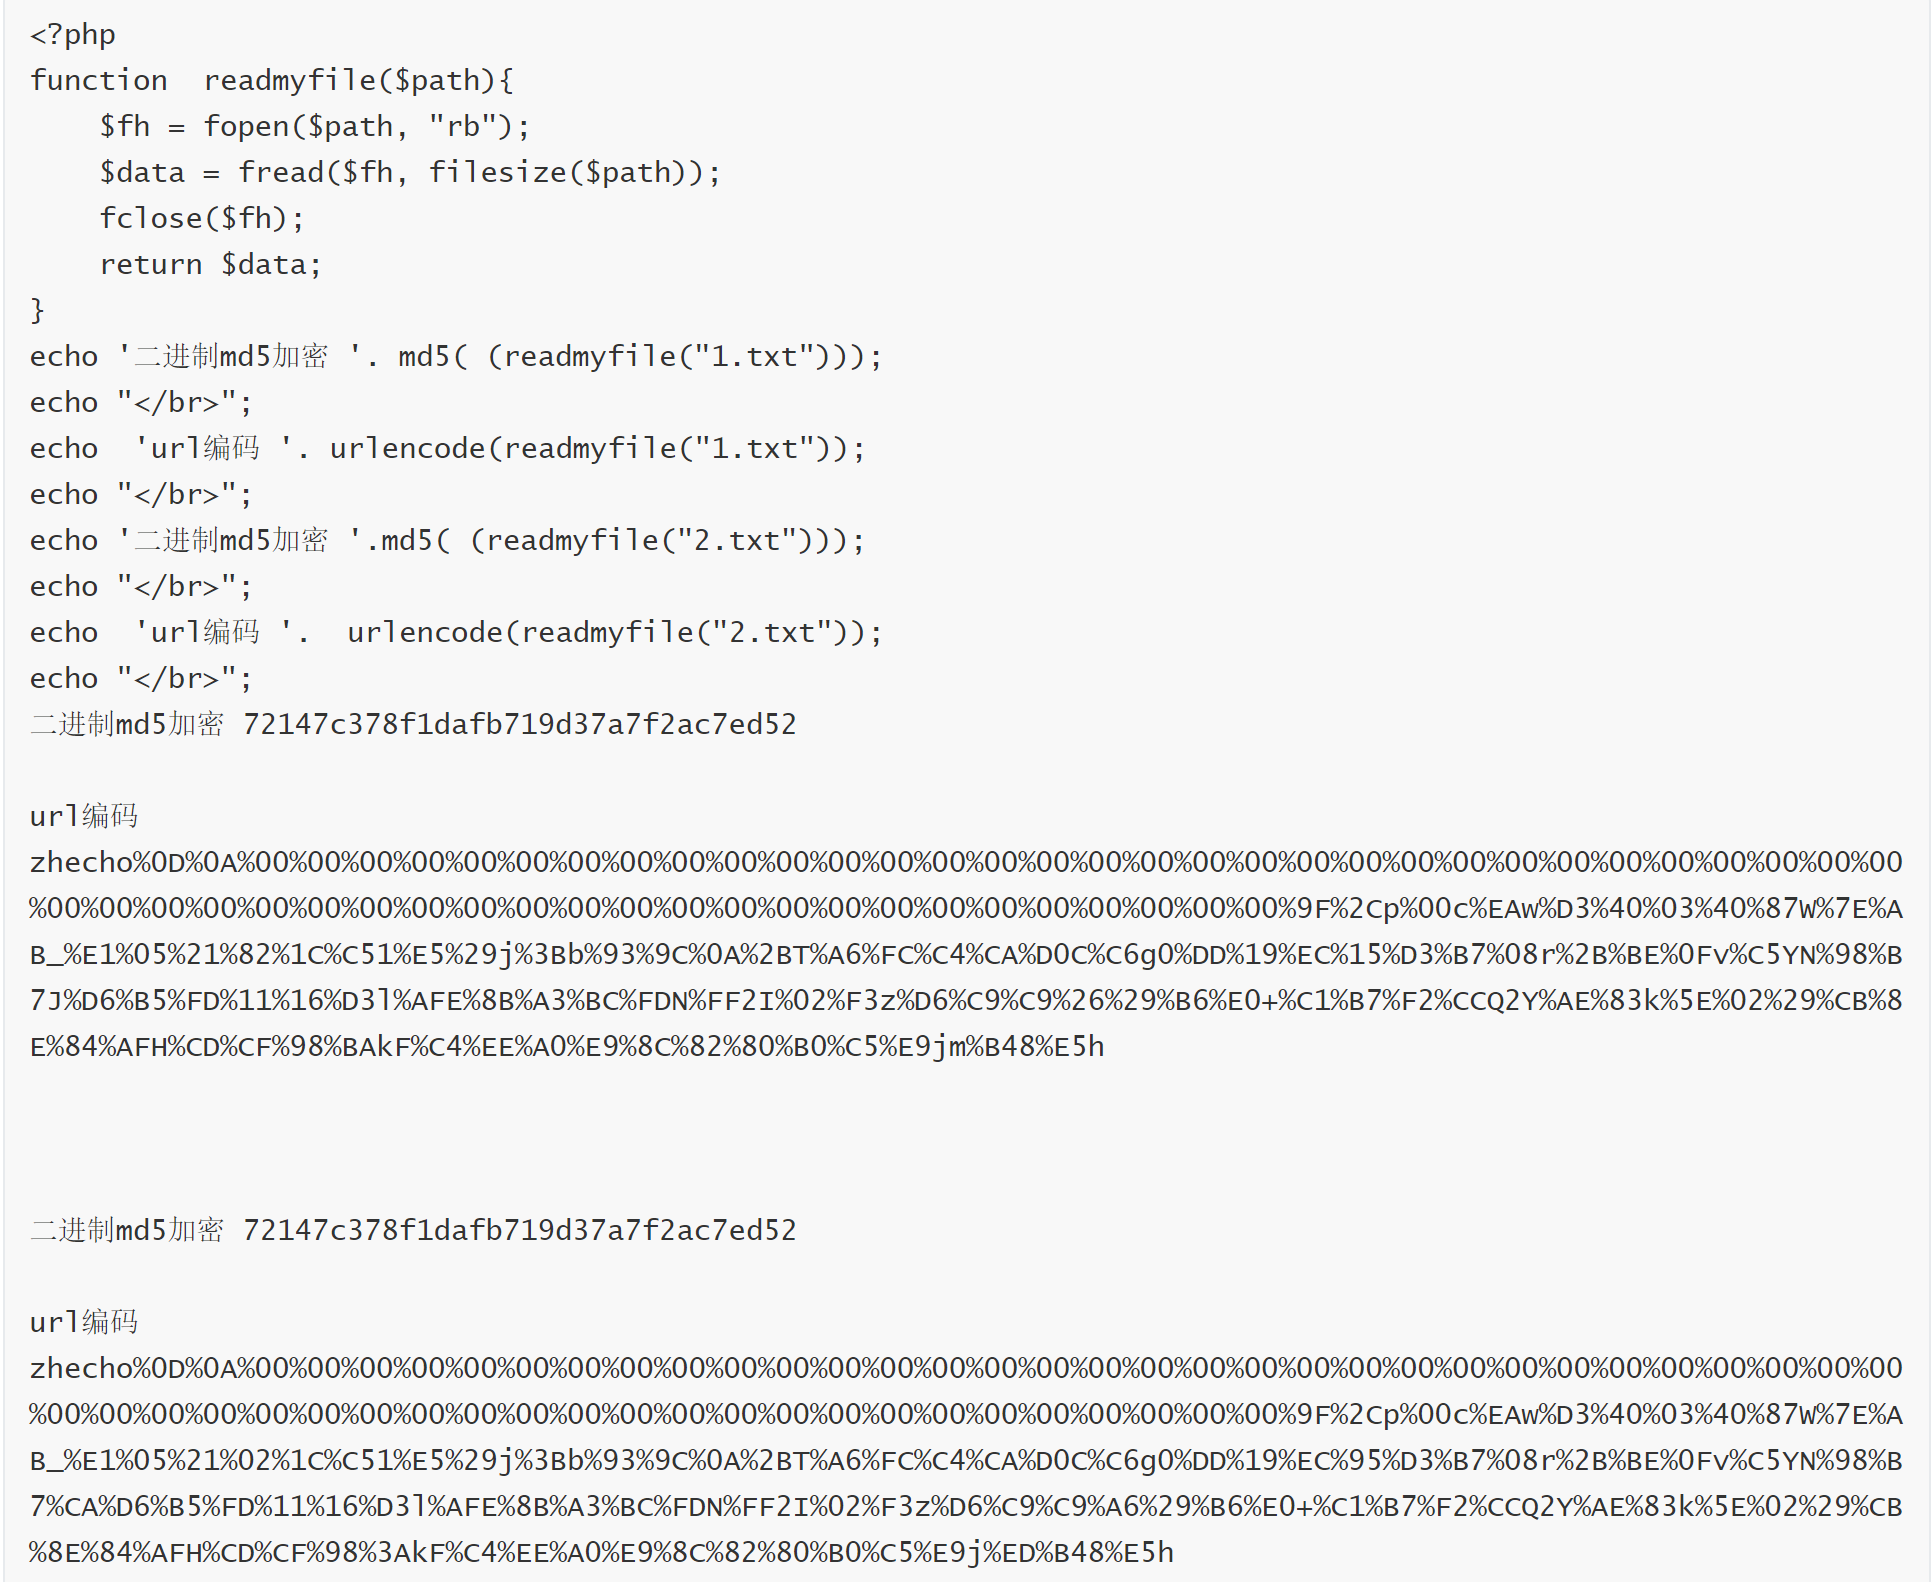 <?php
function  readmyfile($path){
    $fh = fopen($path, "rb");
    $data = fread($fh, filesize($path));
    fclose($fh);
    return $data;
}
echo '二进制md5加密 '. md5( (readmyfile("1.txt")));
echo "</br>";
echo  'url编码 '. urlencode(readmyfile("1.txt"));
echo "</br>";
echo '二进制md5加密 '.md5( (readmyfile("2.txt")));
echo "</br>";
echo  'url编码 '.  urlencode(readmyfile("2.txt"));
echo "</br>";
二进制md5加密 72147c378f1dafb719d37a7f2ac7ed52
url编码
zhecho%0D%0A%00%00%00%00%00%00%00%00%00%00%00%00%00%00%00%00%00%00%00%00%00%00%00%00%00%00%00%00%00%00%00%00
%00%00%00%00%00%00%00%00%00%00%00%00%00%00%00%00%00%00%00%00%00%00%00%00%9F%2Cp%00c%EAw%D3%40%03%40%87W%7E%A
B_%E1%05%21%82%1C%C51%E5%29j%3Bb%93%9C%0A%2BT%A6%FC%C4%CA%D0C%C6g0%DD%19%EC%15%D3%B7%08r%2B%BE%0Fv%C5YN%98%B
7J%D6%B5%FD%11%16%D3l%AFE%8B%A3%BC%FDN%FF2I%02%F3z%D6%C9%C9%26%29%B6%E0+%C1%B7%F2%CCQ2Y%AE%83k%5E%02%29%CB%8
E%84%AFH%CD%CF%98%BAkF%C4%EE%A0%E9%8C%82%80%B0%C5%E9jm%B48%E5h
二进制md5加密 72147c378f1dafb719d37a7f2ac7ed52
url编码
zhecho%0D%0A%00%00%00%00%00%00%00%00%00%00%00%00%00%00%00%00%00%00%00%00%00%00%00%00%00%00%00%00%00%00%00%00
%00%00%00%00%00%00%00%00%00%00%00%00%00%00%00%00%00%00%00%00%00%00%00%00%9F%2Cp%00c%EAw%D3%40%03%40%87W%7E%A
B_%E1%05%21%02%1C%C51%E5%29j%3Bb%93%9C%0A%2BT%A6%FC%C4%CA%D0C%C6g0%DD%19%EC%95%D3%B7%08r%2B%BE%0Fv%C5YN%98%B
7%CA%D6%B5%FD%11%16%D3l%AFE%8B%A3%BC%FDN%FF2I%02%F3z%D6%C9%C9%A6%29%B6%E0+%C1%B7%F2%CCQ2Y%AE%83k%5E%02%29%CB
%8E%84%AFH%CD%CF%98%3AkF%C4%EE%A0%E9%8C%82%80%B0%C5%E9j%ED%B48%E5h